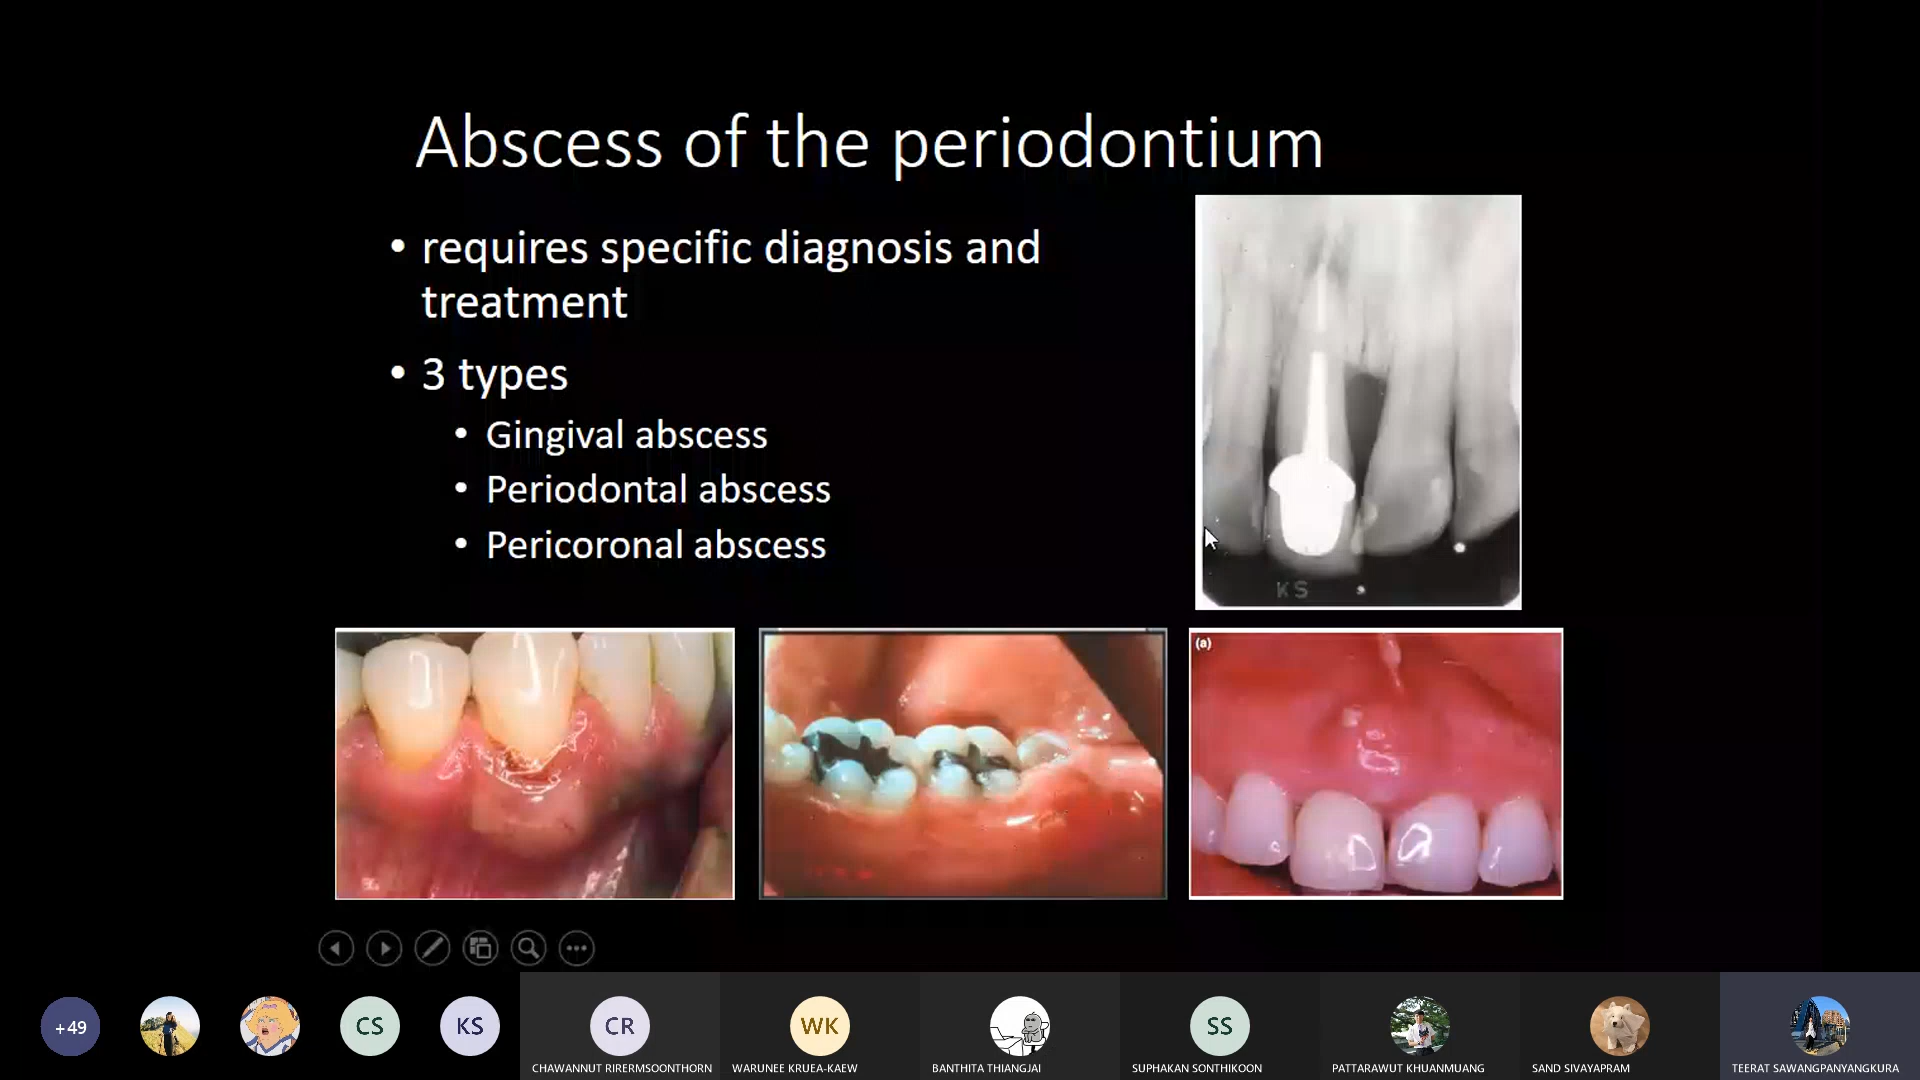 Abscess of the periodontium
• requires specific diagnosis and
treatment
• 3 types
• Gingival abscess
• Periodontal abscess
• Pericoronal abscess
KS
(a)
+49
CS
KS
CR
WK
SS
CHAWANNUT RIRERMSOONTHORN
WARUNEE KRUEA-KAEW
BANTHITA THIANGJAI
SUPHAKAN SONTHIKOON
PATTARAWUT KHUANMUANG
SAND SIVAYAPRAM
TEERAT SAWANGPANYANGKURA